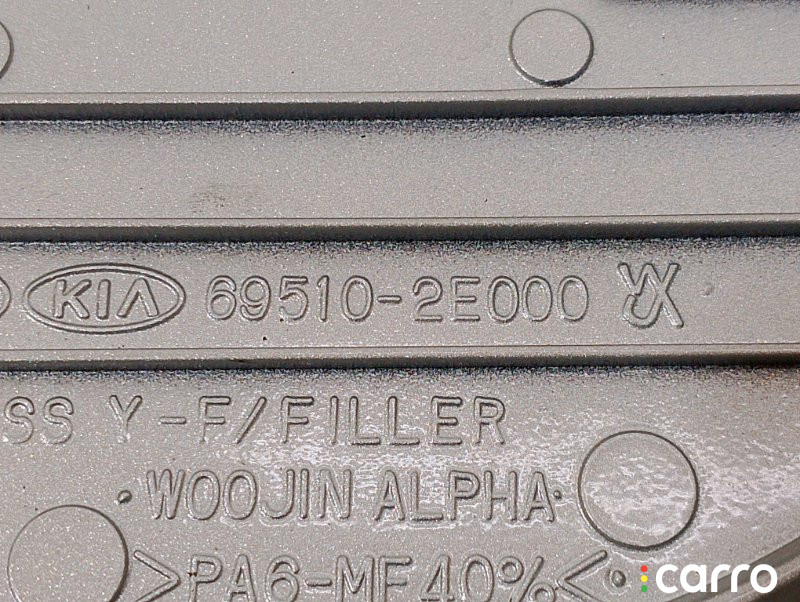 KIA 69510-2E000
SS Y-F/FILLER
WOOJIN ALPHA
>PA6-MF40%<
carro